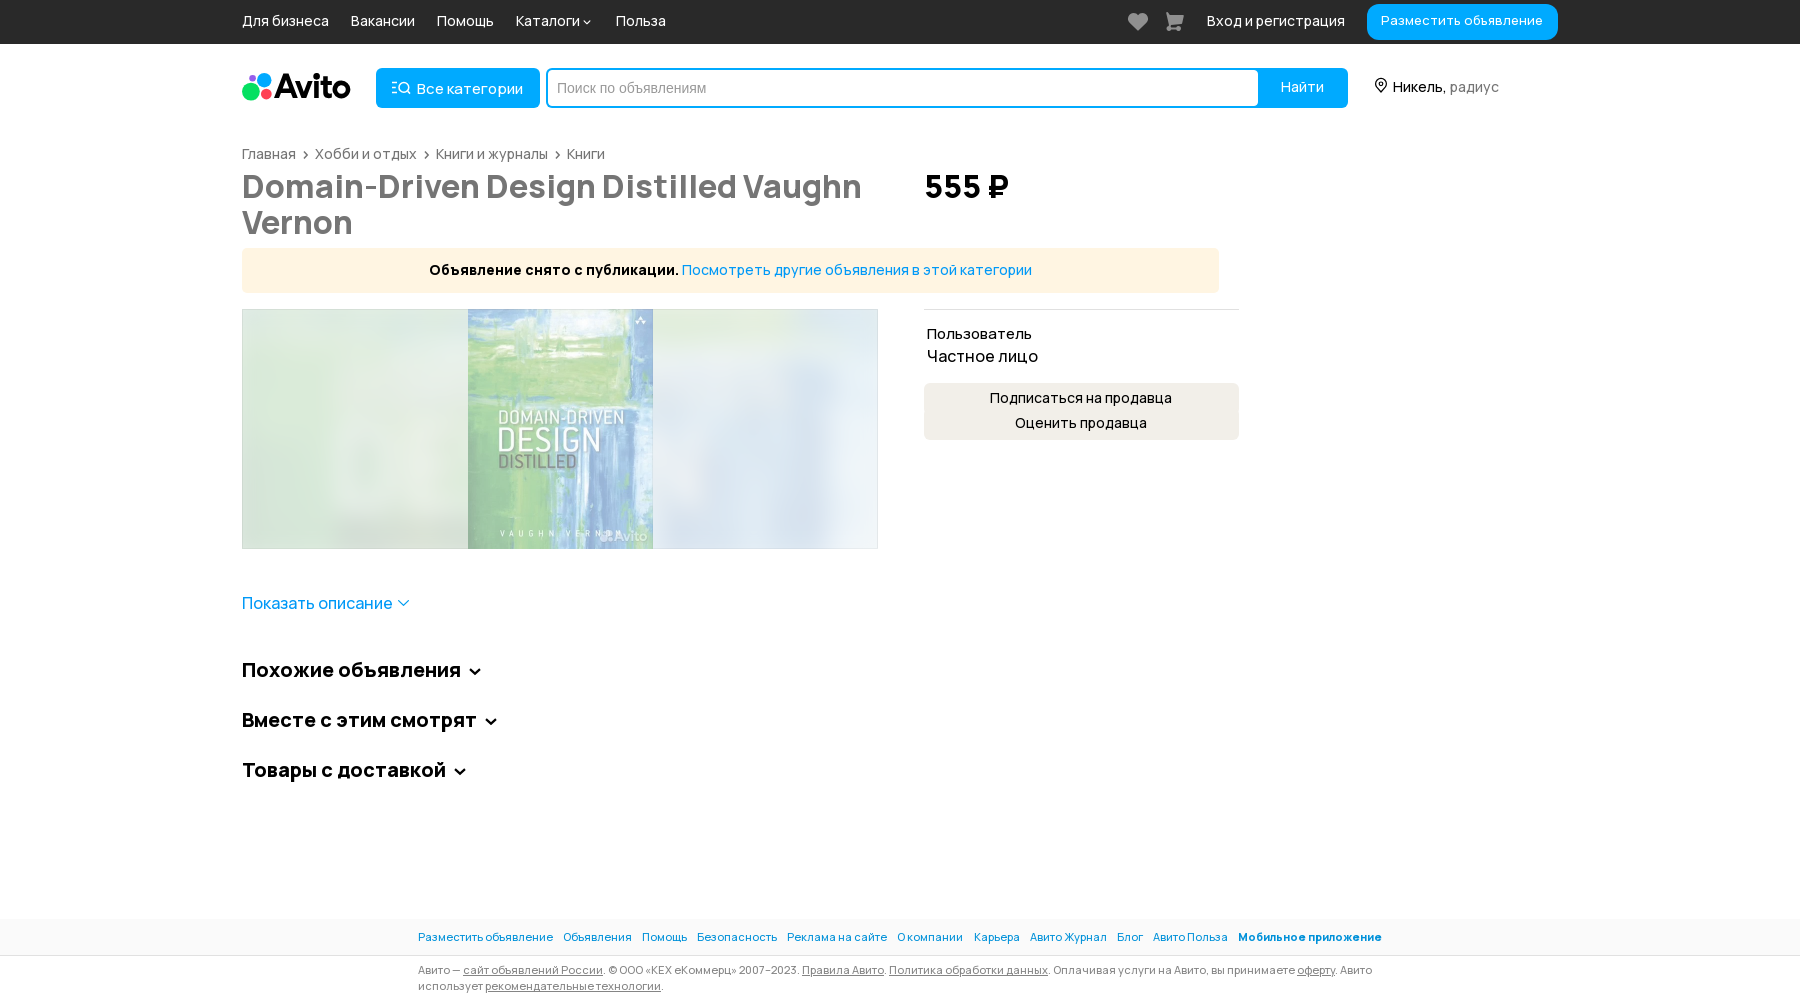 Для бизнеса Вакансии Помощь Каталоги Польза Вход и регистрация Разместить объявление
Avito Все категории Поиск по объявлениям Найти Никель, радиус
Главная › Хобби и отдых › Книги и журналы › Книги
Domain-Driven Design Distilled Vaughn
Vernon
555 ₽
Объявление снято с публикации. Посмотреть другие объявления в этой категории
DOMAIN-DRIVEN
DESIGN
DISTILLED
VAUGHN VERNON
Avito
Пользователь
Частное лицо
Подписаться на продавца
Оценить продавца
Показать описание
Похожие объявления
Вместе с этим смотрят
Товары с доставкой
Разместить объявление Объявления Помощь Безопасность Реклама на сайте О компании Карьера Авито Журнал Блог Авито Польза Мобильное приложение
Авито — сайт объявлений России. © ООО «КЕХ еКоммерц» 2007–2023. Правила Авито. Политика обработки данных. Оплачивая услуги на Авито, вы принимаете оферту. Авито
использует рекомендательные технологии.